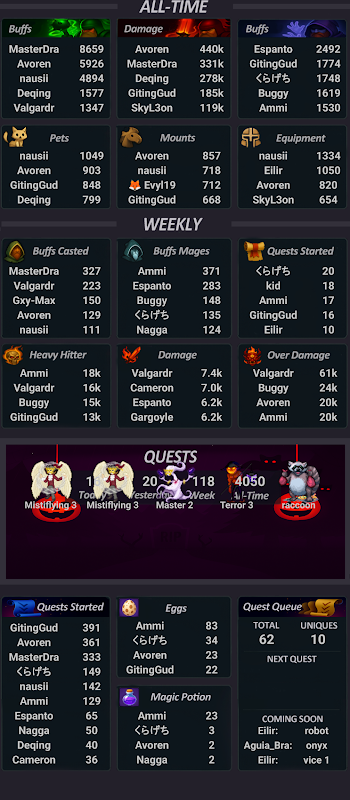 ALL-TIME
Buffs
MasterDra 8659
Avoren 5926
nausii 4894
Deqing 1577
Valgardr 1347
Damage
Avoren 440k
MasterDra 331k
Deqing 278k
GitingGud 185k
SkyL3on 119k
Buffs
Espanto 2492
GitingGud 1774
くらげち 1748
Buggy 1619
Ammi 1530
Pets
nausii 1049
Avoren 903
GitingGud 848
Deqing 799
Mounts
Avoren 857
nausii 718
🦊 Evyl19 712
GitingGud 668
Equipment
nausii 1334
Eilir 1050
Avoren 820
SkyL3on 654
WEEKLY
Buffs Casted
MasterDra 327
Valgardr 223
Gxy-Max 150
Avoren 129
nausii 111
Buffs Mages
Ammi 371
Espanto 283
Buggy 148
くらげち 135
Nagga 124
Quests Started
くらげち 20
kid 18
Ammi 17
GitingGud 16
Eilir 10
Heavy Hitter
Ammi 18k
Valgardr 16k
Buggy 15k
GitingGud 13k
Damage
Valgardr 7.4k
Cameron 7.0k
Espanto 6.2k
Gargoyle 6.2k
Over Damage
Valgardr 61k
Buggy 24k
Avoren 20k
Ammi 20k
QUESTS
20 118 4050
Week All-Time
Mistiflying 3 Mistiflying 3 Master 2 Terror 3 raccoon
Quests Started
GitingGud 391
Avoren 361
MasterDra 333
くらげち 149
nausii 142
Ammi 129
Espanto 65
Nagga 50
Deqing 40
Cameron 36
Eggs
Ammi 83
くらげち 34
Avoren 23
GitingGud 22
Magic Potion
Ammi 23
くらげち 3
Avoren 2
Nagga 2
Quest Queue
TOTAL UNIQUES
62 10
NEXT QUEST
COMING SOON
Eilir: robot
Aguia_Bra: onyx
Eilir: vice 1